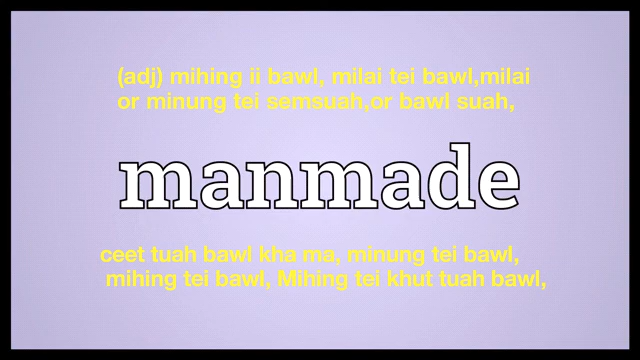 (adj) mihing ii bawl, milai tei bawl,milai
or minung tei semsuah,or bawl suah,
manmade
ceet tuah bawl kha ma, minung tei bawl,
mihing tei bawl, Mihing tei khut tuah bawl,